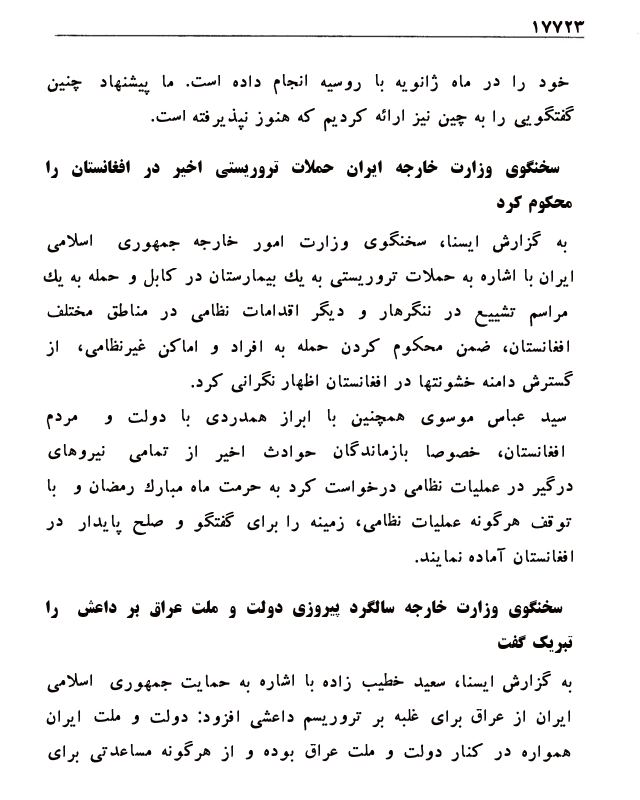 ۱۷۷۲۳
خود را در ماه ژانویه با روسیه انجام داده است. ما پیشنهاد چنین
گفتگویی را به چین نیز ارائه کردیم که هنوز نپذیرفته است.
سخنگوی وزارت خارجه ایران حملات تروریستی اخیر در افغانستان را
محکوم کرد
به گزارش ایسنا، سخنگوی وزارت امور خارجه جمهوری اسلامی
ایران با اشاره به حملات تروریستی به یك بیمارستان در کابل و حمله به یك
مراسم تشییع در ننگرهار و دیگر اقدامات نظامی در مناطق مختلف
افغانستان، ضمن محکوم کردن حمله به افراد و اماکن غیرنظامی، از
گسترش دامنه خشونتها در افغانستان اظهار نگرانی کرد.
سید عباس موسوی همچنین با ابراز همدردی با دولت و مردم
افغانستان، خصوصا بازماندگان حوادث اخیر از تمامی نیروهای
درگیر در عملیات نظامی درخواست کرد به حرمت ماه مبارك رمضان و با
توقف هرگونه عملیات نظامی، زمینه را برای گفتگو و صلح پایدار در
افغانستان آماده نمایند.
سخنگوی وزارت خارجه سالگرد پیروزی دولت و ملت عراق بر داعش را
تبریک گفت
به گزارش ایسنا، سعید خطیب زاده با اشاره به حمایت جمهوری اسلامی
ایران از عراق برای غلبه بر تروریسم داعشی افزود: دولت و ملت ایران
همواره در کنار دولت و ملت عراق بوده و از هرگونه مساعدتی برای